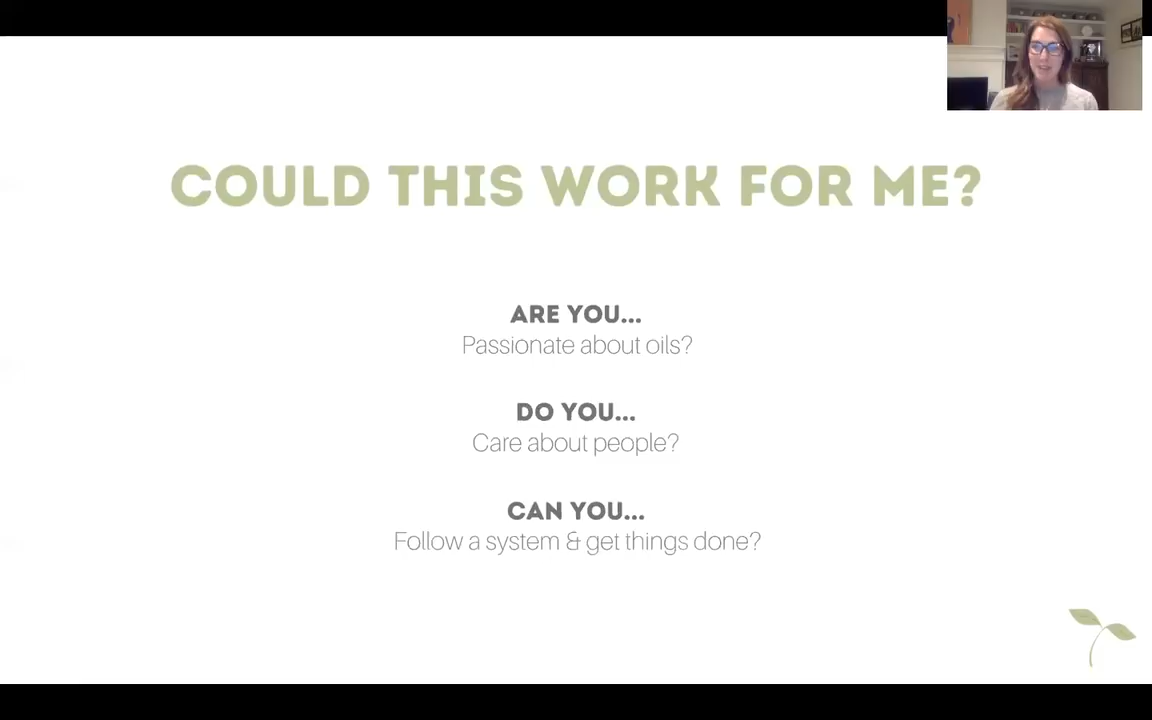 COULD THIS WORK FOR ME?
ARE YOU...
Passionate about oils?
DO YOU...
Care about people?
CAN YOU...
Follow a system & get things done?